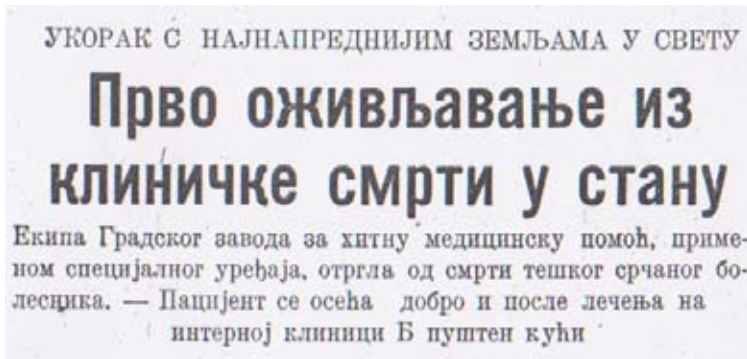 УКОРАК С НАЈНАПРЕДНИЈИМ ЗЕМЉАМА У СВЕТУ
Прво оживљавање из
клиничке смрти у стану
Екипа Градског завода за хитну медицинску помоћ, приме-
ном специјалног уређаја, отргла од смрти тешког срчаног бо-
лесника. — Пацијент се осећа добро и после лечења на
интерној клиници Б пуштен кући